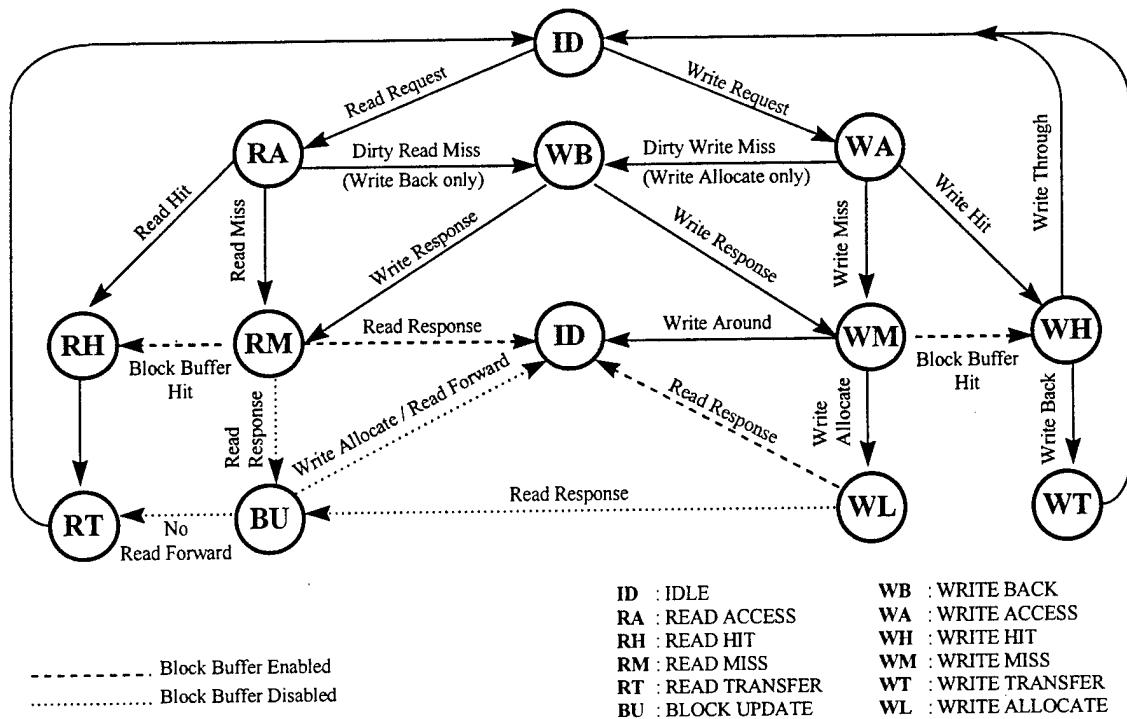 ID
Read Request
Write Request
RA
Dirty Read Miss
(Write Back only)
WB
Dirty Write Miss
(Write Allocate only)
WA
Write Through
Read Hit
Read Miss
Write Response
Write Response
Write Miss
Write Hit
RH
Block Buffer
Hit
RM
Read Response
ID
Write Around
WM
Block Buffer
Hit
WH
Read
Response
Write Allocate / Read Forward
Read Response
Write
Allocate
Write Back
RT
No
Read Forward
BU
Read Response
WL
WT
ID : IDLE
RA : READ ACCESS
RH : READ HIT
RM : READ MISS
RT : READ TRANSFER
BU : BLOCK UPDATE
WB : WRITE BACK
WA : WRITE ACCESS
WH : WRITE HIT
WM : WRITE MISS
WT : WRITE TRANSFER
WL : WRITE ALLOCATE
Block Buffer Enabled
Block Buffer Disabled